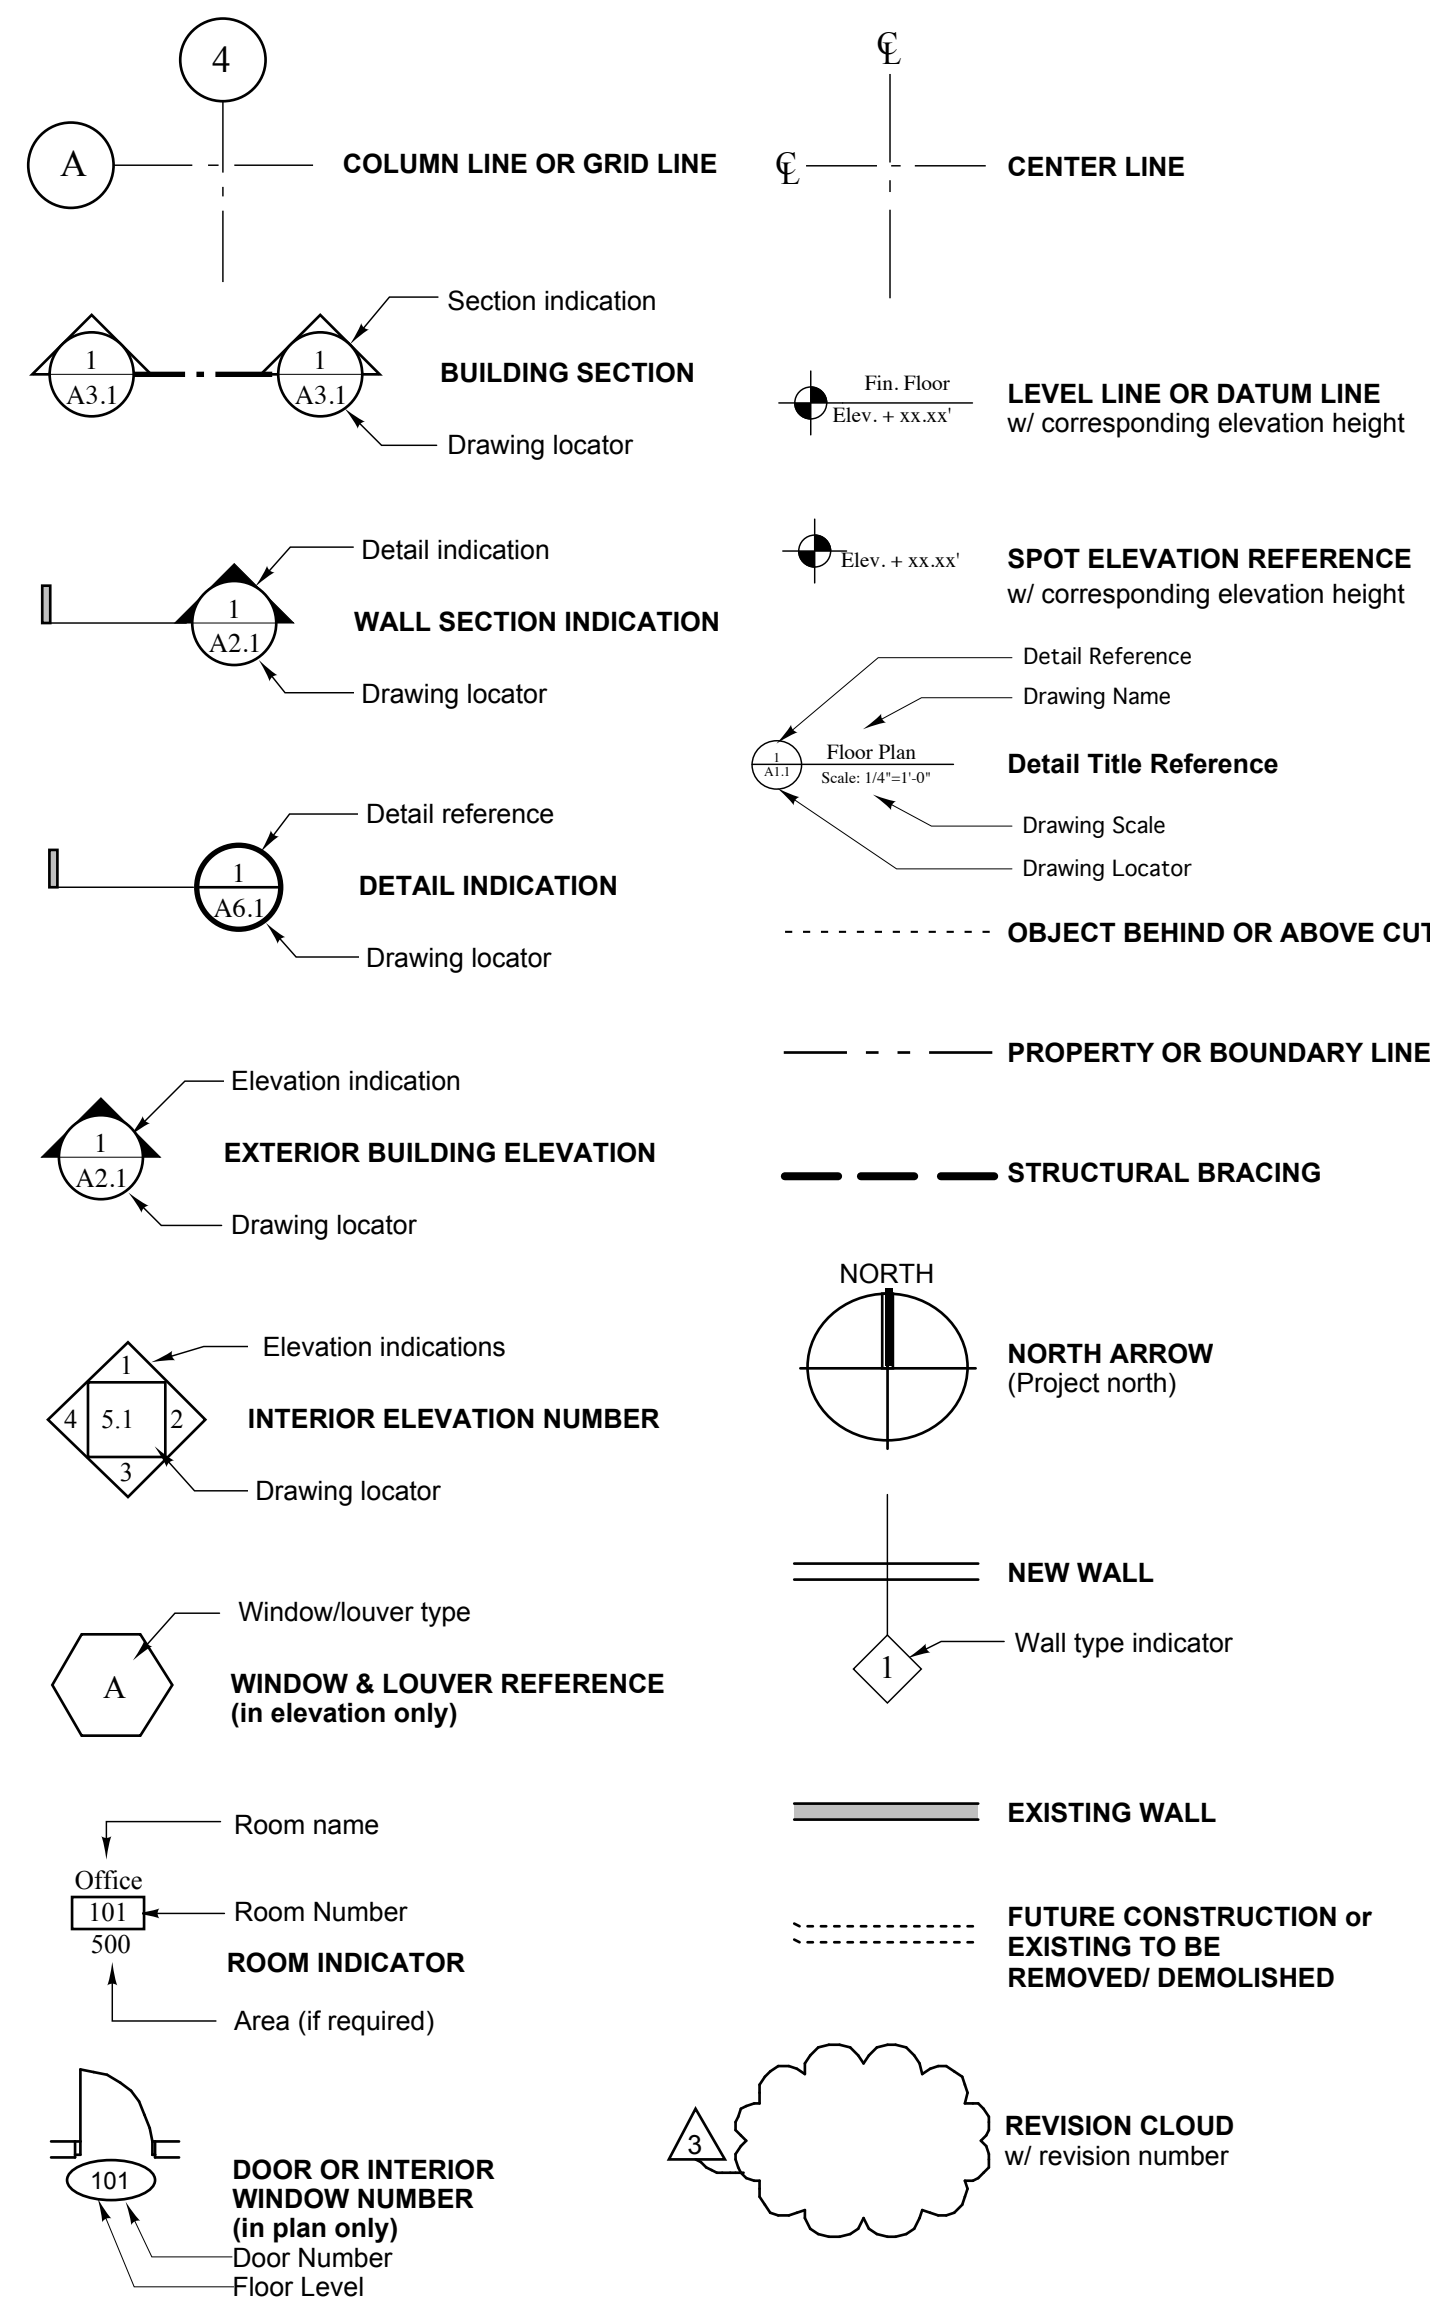 4
A
COLUMN LINE OR GRID LINE
Section indication
1
A3.1
1
A3.1
BUILDING SECTION
Drawing locator
Detail indication
1
A2.1
WALL SECTION INDICATION
Drawing locator
Detail reference
1
A6.1
DETAIL INDICATION
Drawing locator
Elevation indication
1
A2.1
EXTERIOR BUILDING ELEVATION
Drawing locator
Elevation indications
1
4 5.1 2
3
INTERIOR ELEVATION NUMBER
Drawing locator
Window/louver type
A
WINDOW & LOUVER REFERENCE
(in elevation only)
Room name
Office
101
500
Room Number
ROOM INDICATOR
Area (if required)
101
DOOR OR INTERIOR
WINDOW NUMBER
(in plan only)
Door Number
Floor Level
℄
℄
CENTER LINE
Fin. Floor
Elev. + xx.xx'
LEVEL LINE OR DATUM LINE
w/ corresponding elevation height
Elev. + xx.xx'
SPOT ELEVATION REFERENCE
w/ corresponding elevation height
Detail Reference
Drawing Name
1
A1.1
Floor Plan
Scale: 1/4"=1'-0"
Detail Title Reference
Drawing Scale
Drawing Locator
OBJECT BEHIND OR ABOVE CUT
PROPERTY OR BOUNDARY LINE
STRUCTURAL BRACING
NORTH
NORTH ARROW
(Project north)
NEW WALL
Wall type indicator
1
EXISTING WALL
FUTURE CONSTRUCTION or
EXISTING TO BE
REMOVED/ DEMOLISHED
3
REVISION CLOUD
w/ revision number